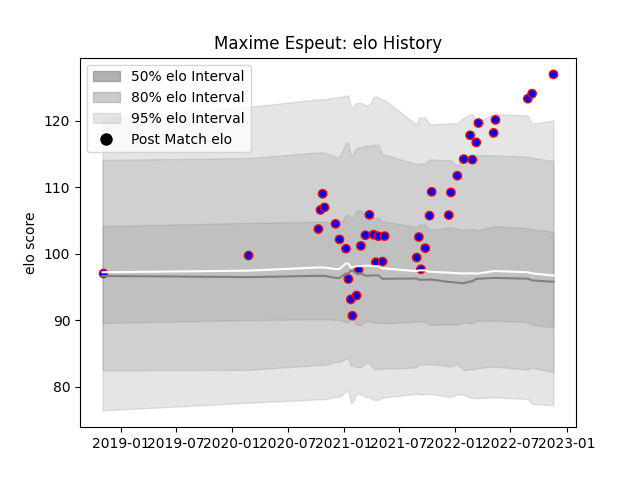 Maxime Espeut: elo History
50% elo Interval
80% elo Interval
95% elo Interval
Post Match elo
elo score
120
110
100
90
80
2019-01 2019-07 2020-01 2020-07 2021-01 2021-07 2022-01 2022-07 2023-01